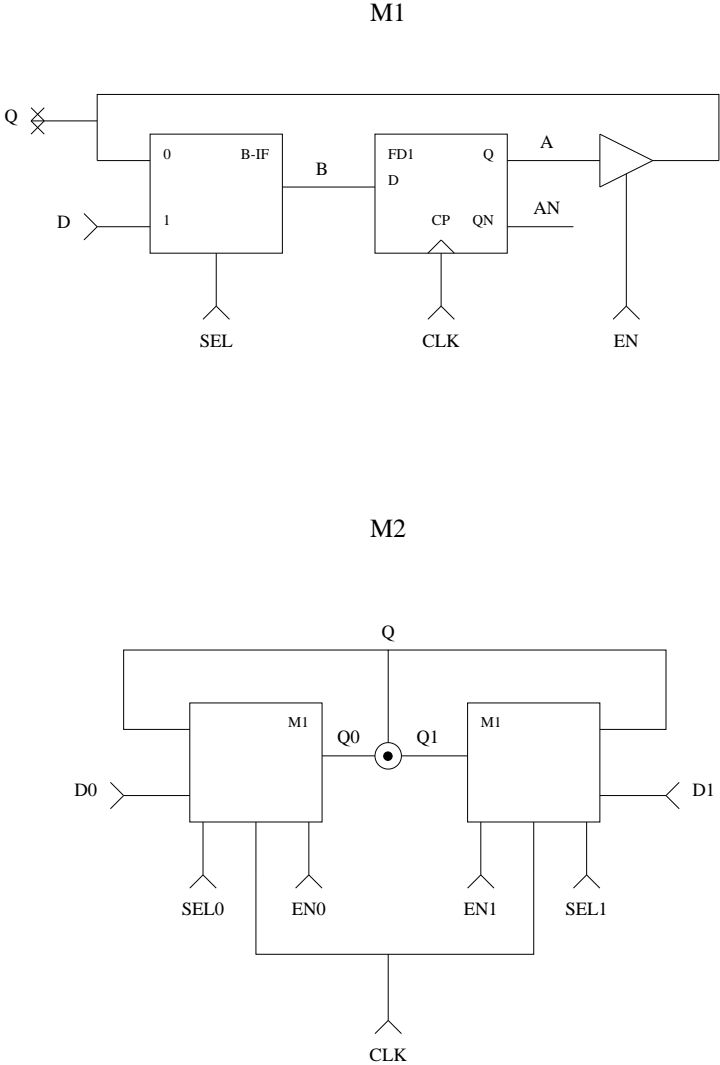 M1
Q
0 B-IF
B
FD1 Q
A
D
D 1
CP QN
AN
SEL
CLK
EN
M2
Q
M1
M1
Q0
Q1
D0
D1
SEL0
EN0
EN1
SEL1
CLK